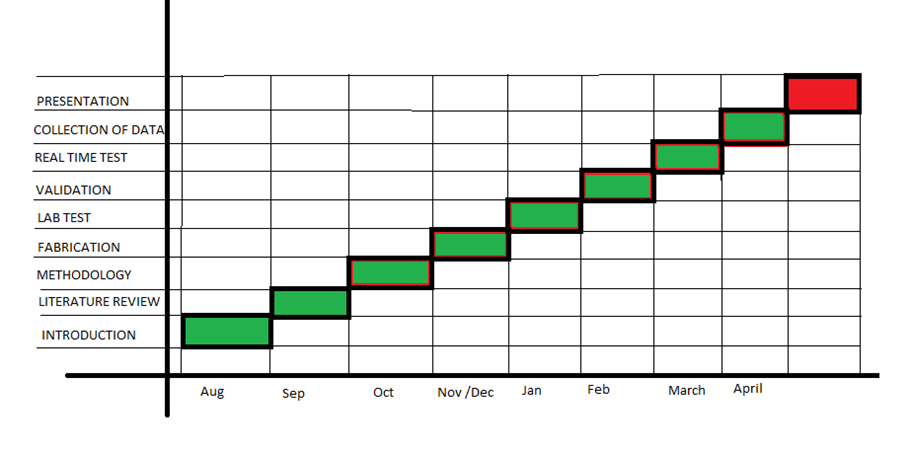 PRESENTATION
COLLECTION OF DATA
REAL TIME TEST
VALIDATION
LAB TEST
FABRICATION
METHODOLOGY
LITERATURE REVIEW
INTRODUCTION
Aug Sep Oct Nov /Dec Jan Feb March April